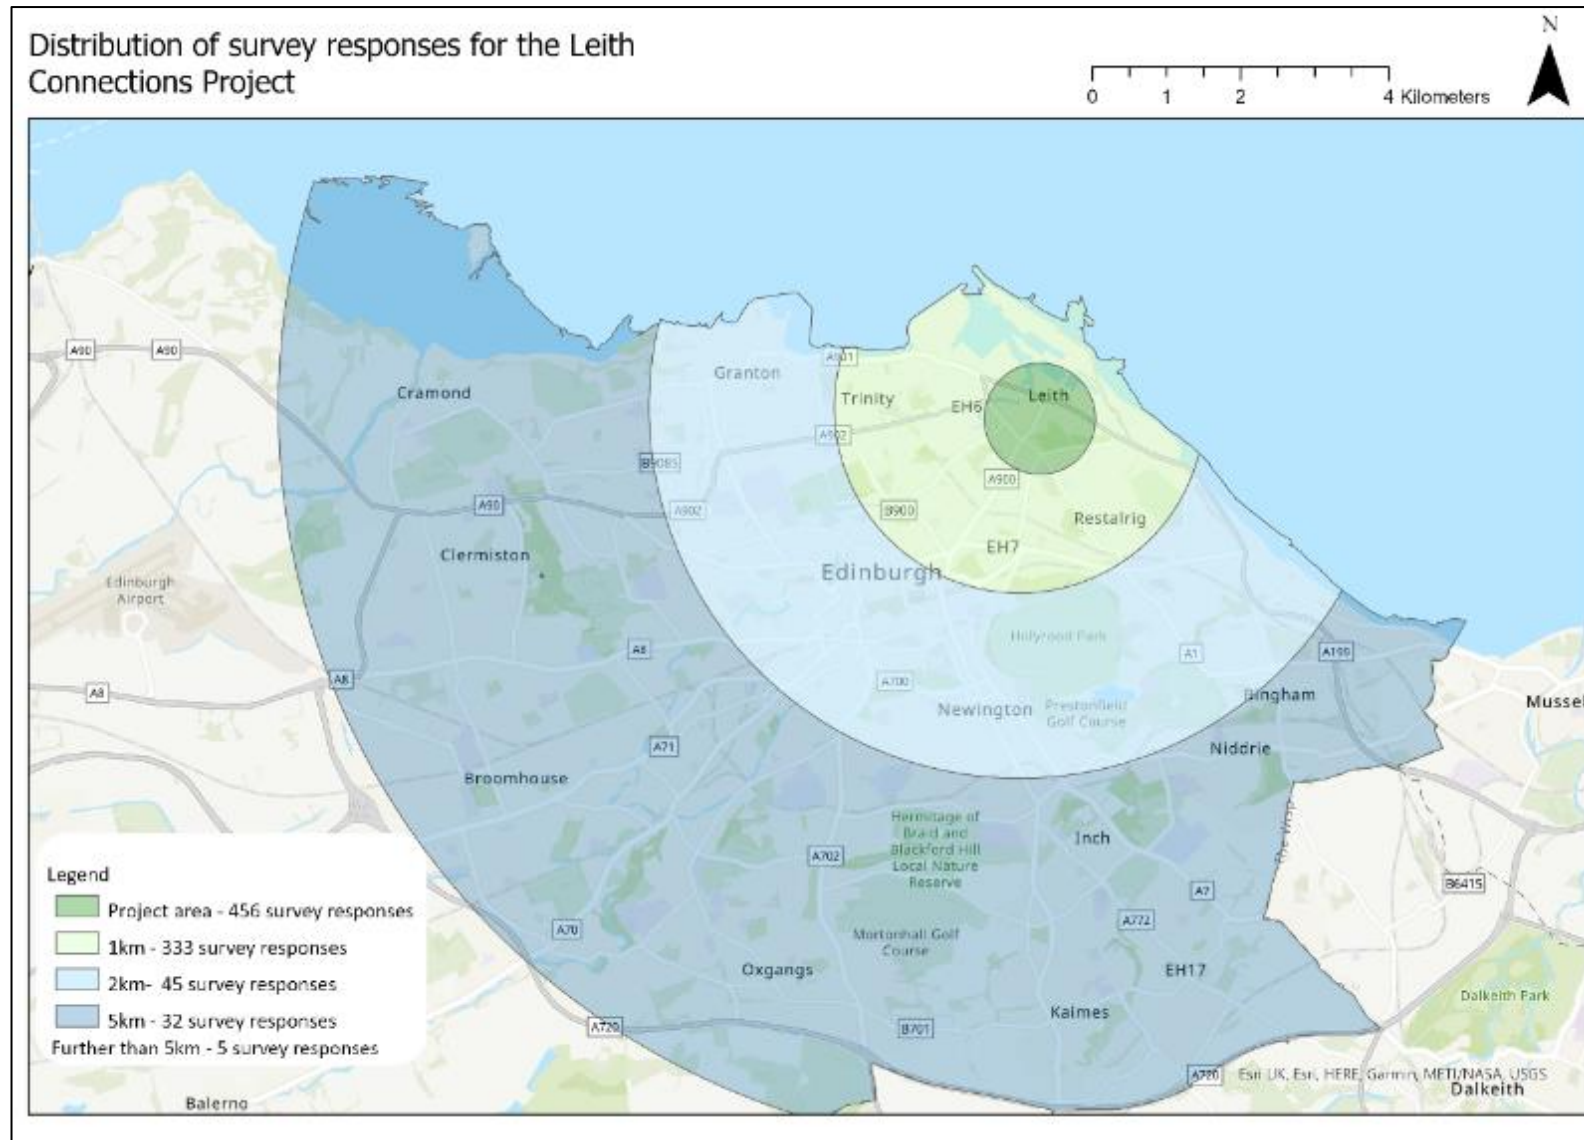 Distribution of survey responses for the Leith
Connections Project
N
0 1 2 4 Kilometers
A90
A90
Cramond
Granton
A901
Trinity
EH6
Leith
A902
B9085
A90
A902
A900
B900
Restalrig
Clermiston
EH7
Edinburgh
Edinburgh
Airport
Holyrood Park
A8
A8
A8
A700
A1
A199
Bingham
Newington
Prestonfield
Golf Course
Mussel
A71
Niddrie
Broomhouse
Hermitage of
Braid and
Blackford Hill
Local Nature
Reserve
Inch
The Wisp
A702
B6415
A7
A70
A772
Mortonhall Golf
Course
Oxgangs
EH17
Dalkeith Park
Kaimes
A720
B701
A720
Legend
Project area - 456 survey responses
1km - 333 survey responses
2km- 45 survey responses
5km - 32 survey responses
Further than 5km - 5 survey responses
Esri UK, Esri, HERE, Garmin, METI/NASA, USGS
Balerno
Dalkeith